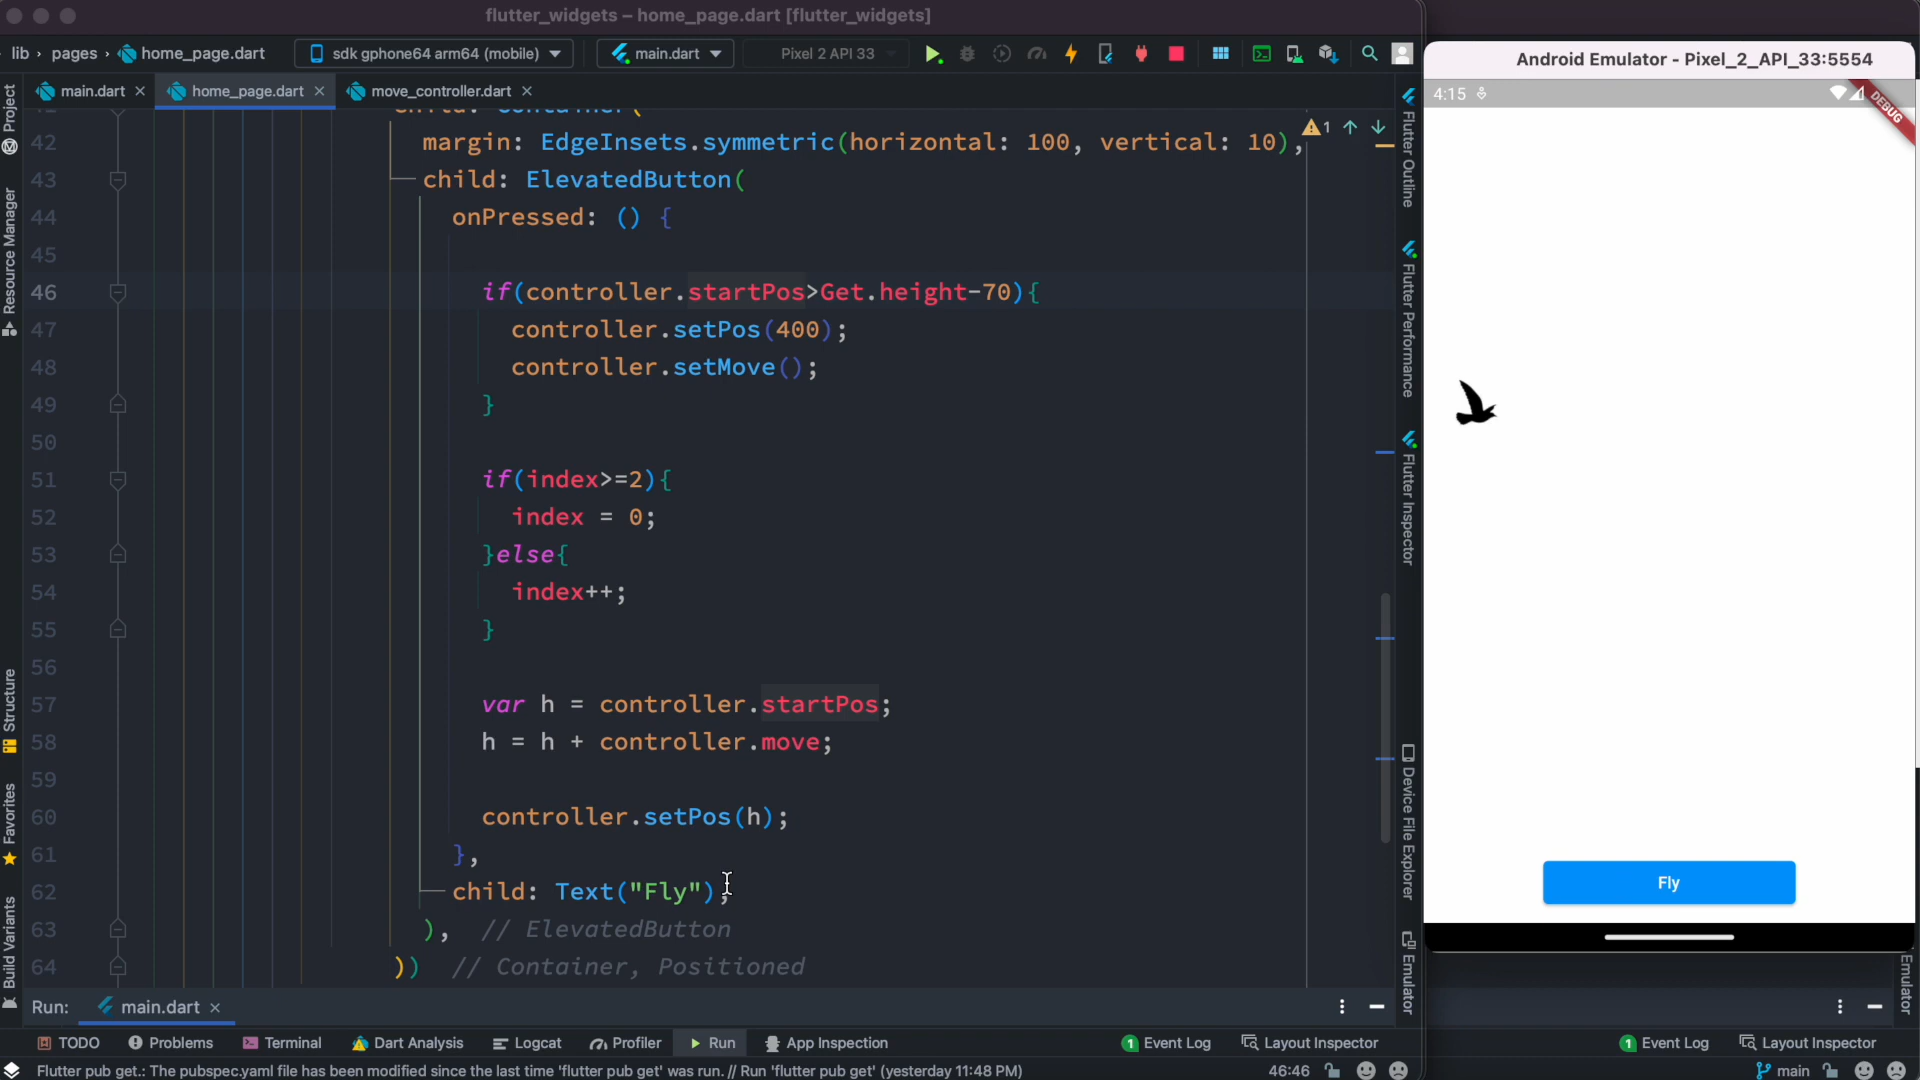 flutter_widgets – home_page.dart [flutter_widgets]
lib › pages › home_page.dart
sdk gphone64 arm64 (mobile)
main.dart
Pixel 2 API 33
main.dart
home_page.dart
move_controller.dart
Project
Resource Manager
Structure
Favorites
Build Variants
42 margin: EdgeInsets.symmetric(horizontal: 100, vertical: 10),
43 child: ElevatedButton(
44 onPressed: () {
45
46 if(controller.startPos>Get.height-70){
47 controller.setPos(400);
48 controller.setMove();
49 }
50
51 if(index>=2){
52 index = 0;
53 }else{
54 index++;
55 }
56
57 var h = controller.startPos;
58 h = h + controller.move;
59
60 controller.setPos(h);
61 },
62 child: Text("Fly"),
63 ), // ElevatedButton
64 )) // Container, Positioned
1
Flutter Outline
Flutter Performance
Flutter Inspector
Device File Explorer
Emulator
Android Emulator - Pixel_2_API_33:5554
4:15
DEBUG
Fly
Emulator
Run: main.dart
TODO
Problems
Terminal
Dart Analysis
Logcat
Profiler
Run
App Inspection
1 Event Log
Layout Inspector
1 Event Log
Layout Inspector
Flutter pub get.: The pubspec.yaml file has been modified since the last time 'flutter pub get' was run. // Run 'flutter pub get' (yesterday 11:48 PM)
46:46
main